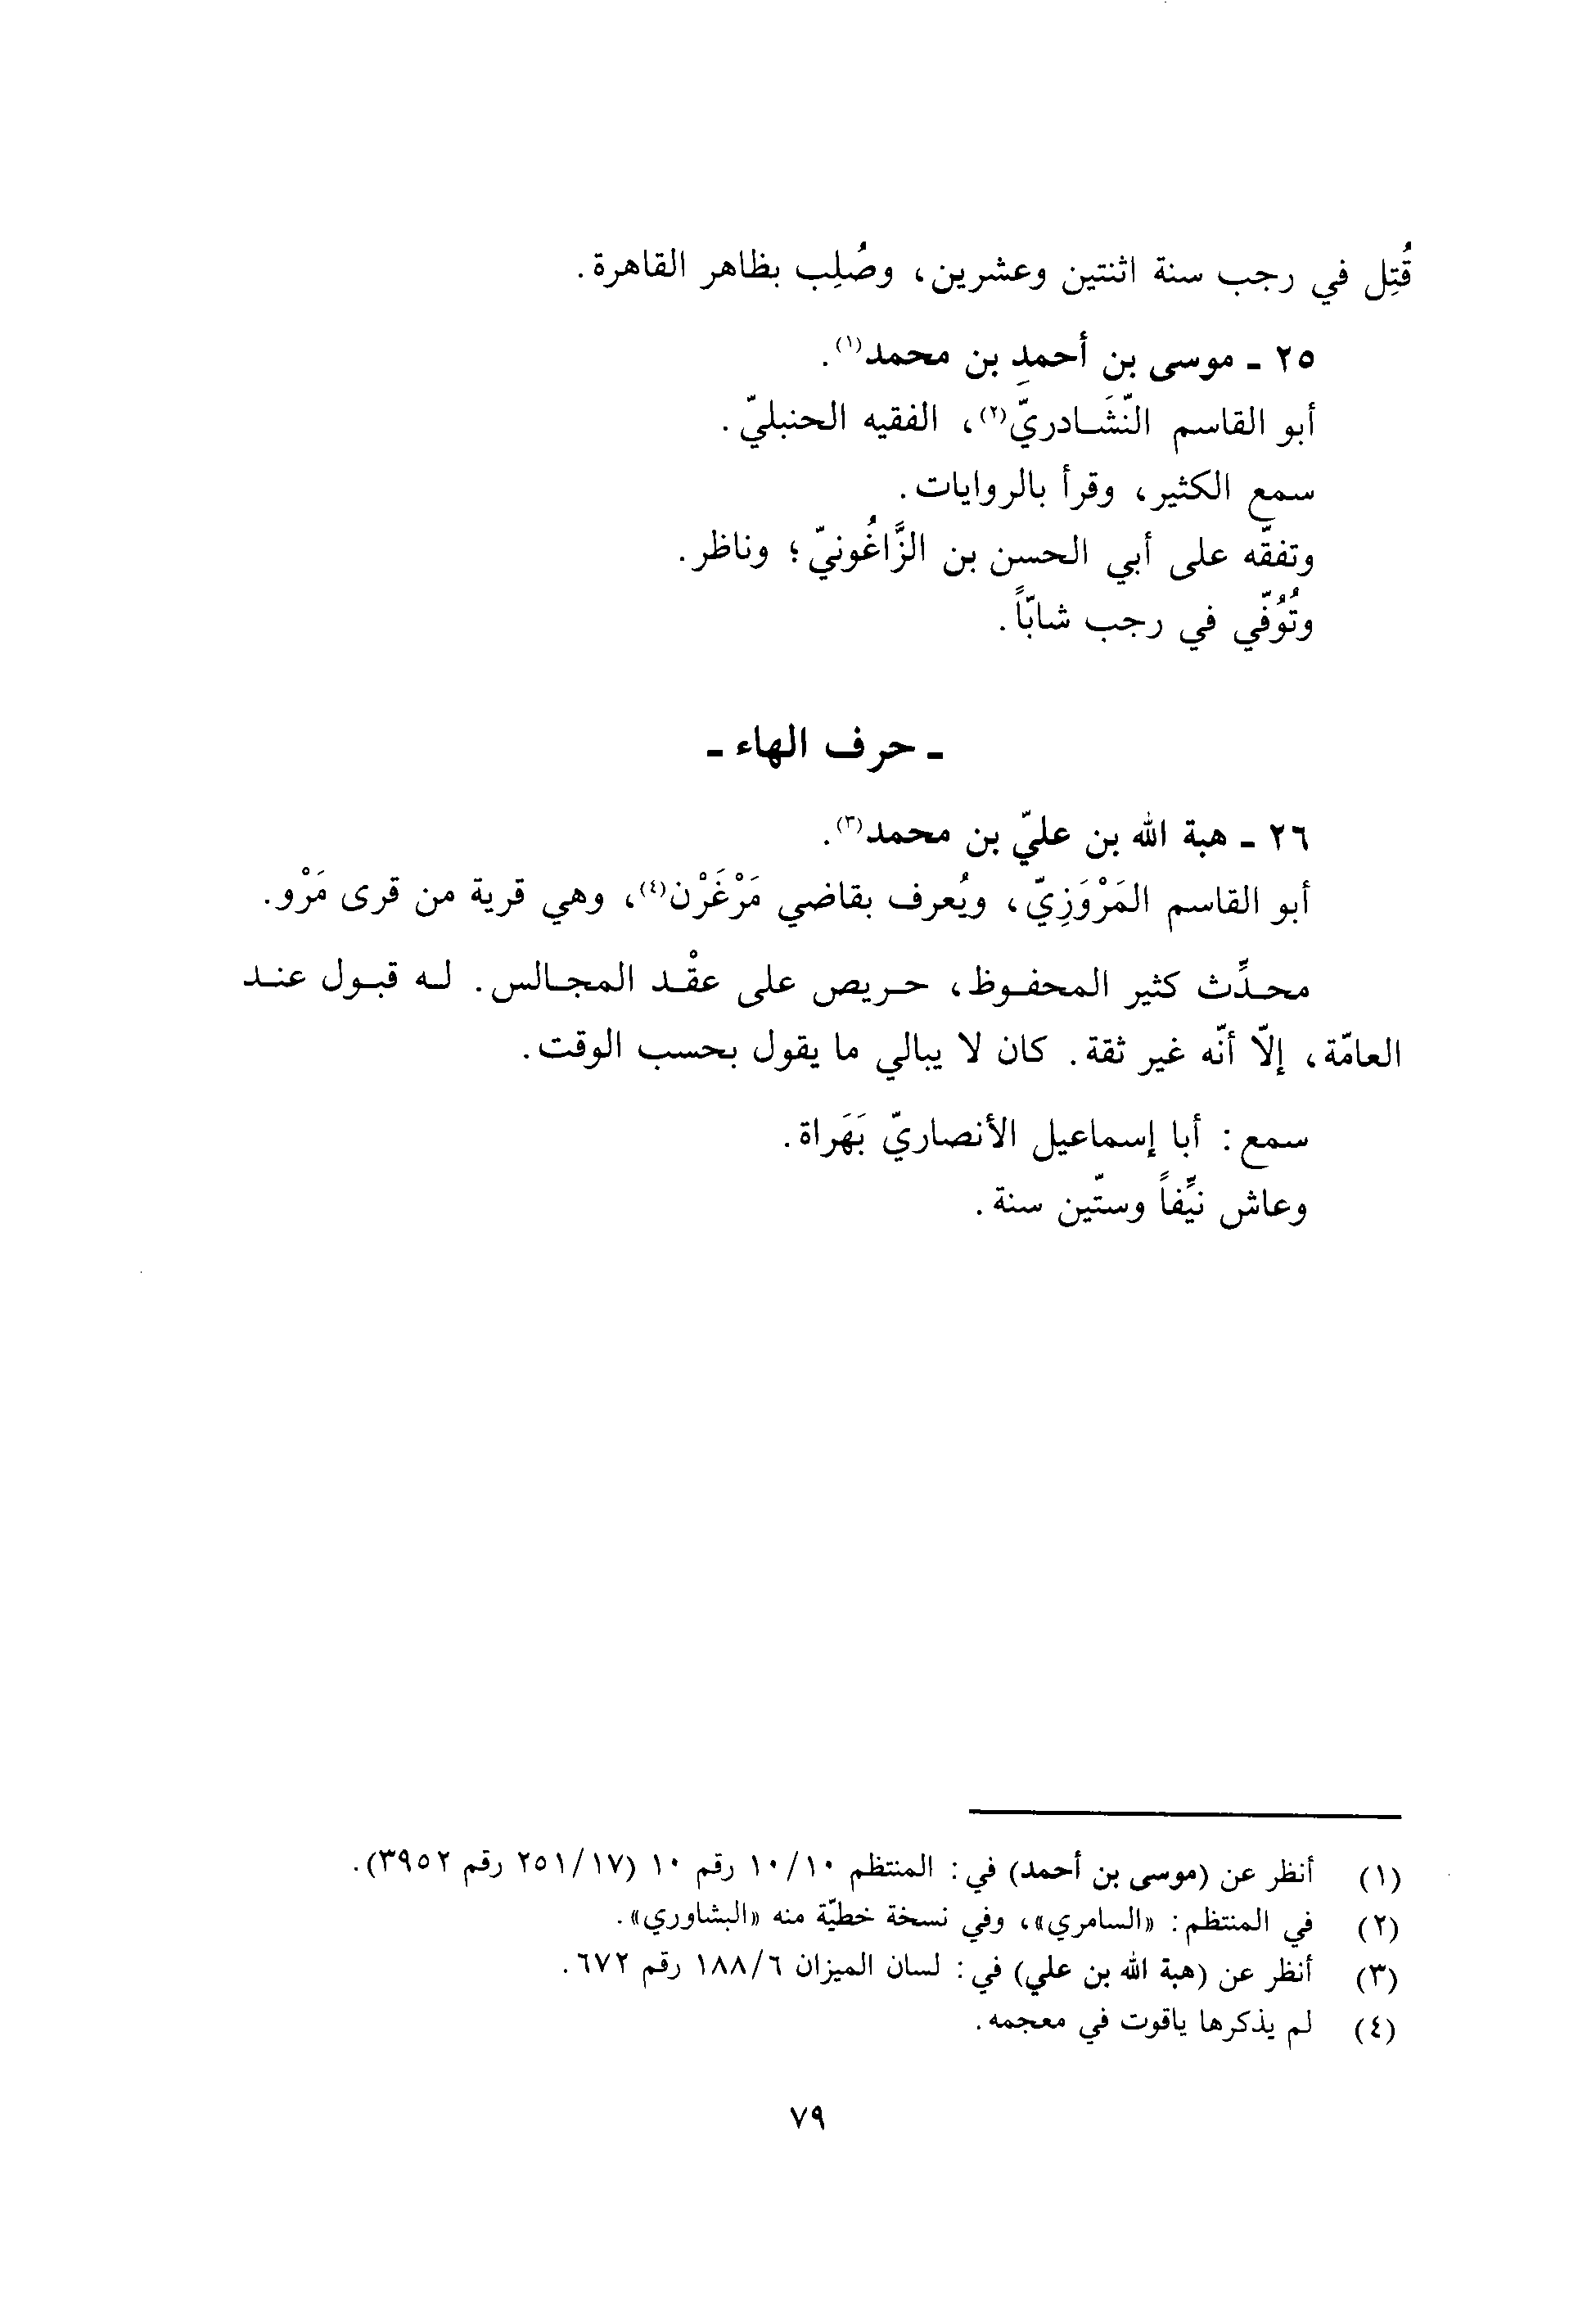 قُتِل في رجب سنة اثنتين وعشرين، وصُلِب بظاهر القاهرة.
٢٥ ـ موسى بن أحمدِ بن محمد(١).
أبو القاسم النَّشَادريّ(٢)، الفقيه الحنبليّ.
سمع الكثير، وقرأ بالروايات.
وتفقّه على أبي الحسن بن الزَّاغُونيّ؛ وناظر.
وتُوُفّي في رجب شابّاً.
ـ حرف الهاء ـ
٢٦ ـ هبة الله بن عليّ بن محمد(٣).
أبو القاسم المَرْوَزِيّ، ويُعرف بقاضي مَرْغَرْن(٤)، وهي قرية من قرى مَرْو.
محدِّث كثير المحفوظ، حريص على عقْد المجالس. له قبول عند
العامّة، إلّا أنّه غير ثقة. كان لا يبالي ما يقول بحسب الوقت.
سمع: أبا إسماعيل الأنصاريّ بَهَراة.
وعاش نيِّفاً وستّين سنة.
(١) أنظر عن (موسى بن أحمد) في: المنتظم ١٠/١٠ رقم ١٠ (٢٥١/١٧ رقم ٣٩٥٢).
(٢) في المنتظم: «السامري»، وفي نسخة خطيّة منه «البشاوري».
(٣) أنظر عن (هبة الله بن علي) في: لسان الميزان ١٨٨/٦ رقم ٦٧٢.
(٤) لم يذكرها ياقوت في معجمه.
٧٩